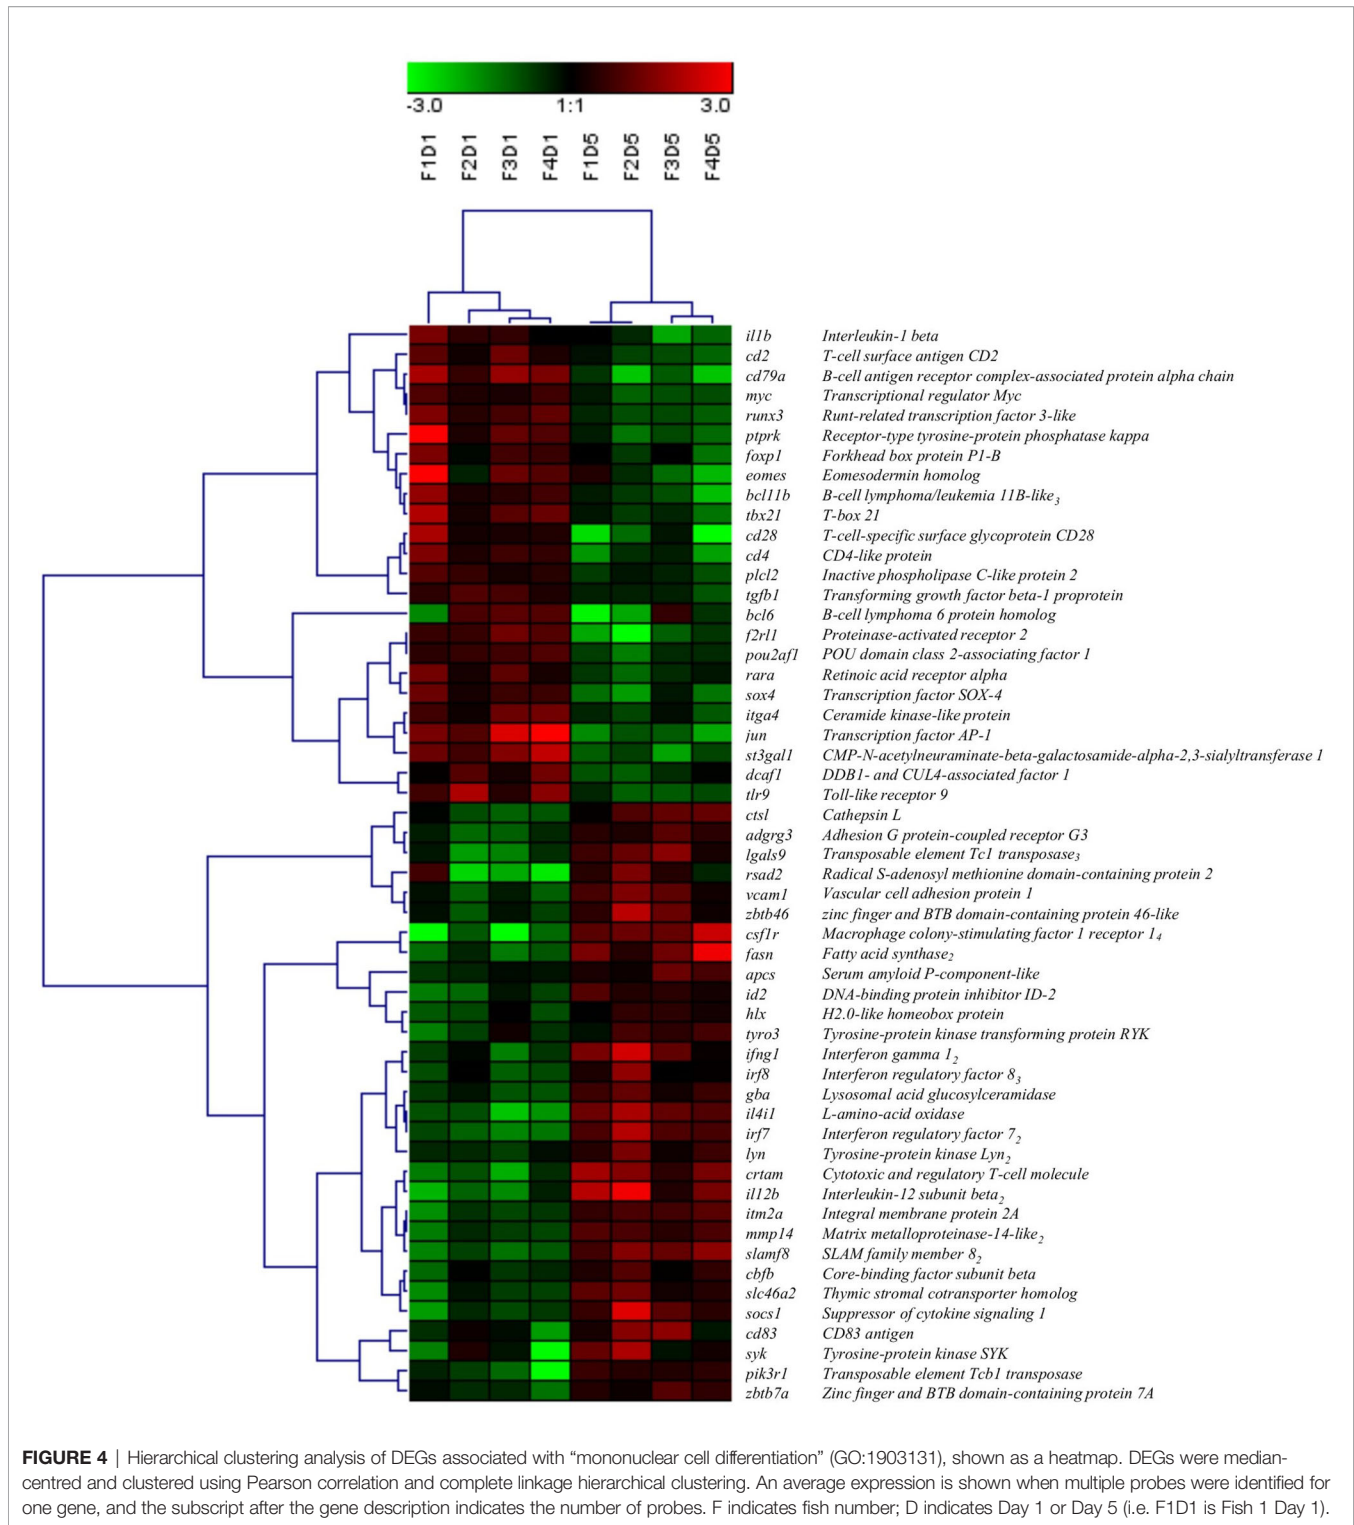 -3.0 1:1 3.0
F1D1 F2D1 F3D1 F4D1 F1D5 F2D5 F3D5 F4D5
il1b Interleukin-1 beta
cd2 T-cell surface antigen CD2
cd79a B-cell antigen receptor complex-associated protein alpha chain
myc Transcriptional regulator Myc
runx3 Runt-related transcription factor 3-like
ptprk Receptor-type tyrosine-protein phosphatase kappa
foxp1 Forkhead box protein P1-B
eomes Eomesodermin homolog
bcl11b B-cell lymphoma/leukemia 11B-like3
tbx21 T-box 21
cd28 T-cell-specific surface glycoprotein CD28
cd4 CD4-like protein
plcl2 Inactive phospholipase C-like protein 2
tgfb1 Transforming growth factor beta-1 proprotein
bcl6 B-cell lymphoma 6 protein homolog
f2rl1 Proteinase-activated receptor 2
pou2af1 POU domain class 2-associating factor 1
rara Retinoic acid receptor alpha
sox4 Transcription factor SOX-4
itga4 Ceramide kinase-like protein
jun Transcription factor AP-1
st3gal1 CMP-N-acetylneuraminate-beta-galactosamide-alpha-2,3-sialyltransferase 1
dcaf1 DDB1- and CUL4-associated factor 1
tlr9 Toll-like receptor 9
ctsl Cathepsin L
adgrg3 Adhesion G protein-coupled receptor G3
lgals9 Transposable element Tc1 transposase3
rsad2 Radical S-adenosyl methionine domain-containing protein 2
vcam1 Vascular cell adhesion protein 1
zbtb46 zinc finger and BTB domain-containing protein 46-like
csf1r Macrophage colony-stimulating factor 1 receptor 14
fasn Fatty acid synthase2
apcs Serum amyloid P-component-like
id2 DNA-binding protein inhibitor ID-2
hlx H2.0-like homeobox protein
tyro3 Tyrosine-protein kinase transforming protein RYK
ifng1 Interferon gamma 12
irf8 Interferon regulatory factor 83
gba Lysosomal acid glucosylceramidase
il4i1 L-amino-acid oxidase
irf7 Interferon regulatory factor 72
lyn Tyrosine-protein kinase Lyn2
crtam Cytotoxic and regulatory T-cell molecule
il12b Interleukin-12 subunit beta2
itm2a Integral membrane protein 2A
mmp14 Matrix metalloproteinase-14-like2
slamf8 SLAM family member 82
cbfb Core-binding factor subunit beta
slc46a2 Thymic stromal cotransporter homolog
socs1 Suppressor of cytokine signaling 1
cd83 CD83 antigen
syk Tyrosine-protein kinase SYK
pik3r1 Transposable element Tcb1 transposase
zbtb7a Zinc finger and BTB domain-containing protein 7A
FIGURE 4 | Hierarchical clustering analysis of DEGs associated with “mononuclear cell differentiation” (GO:1903131), shown as a heatmap. DEGs were median-
centred and clustered using Pearson correlation and complete linkage hierarchical clustering. An average expression is shown when multiple probes were identified for
one gene, and the subscript after the gene description indicates the number of probes. F indicates fish number; D indicates Day 1 or Day 5 (i.e. F1D1 is Fish 1 Day 1).